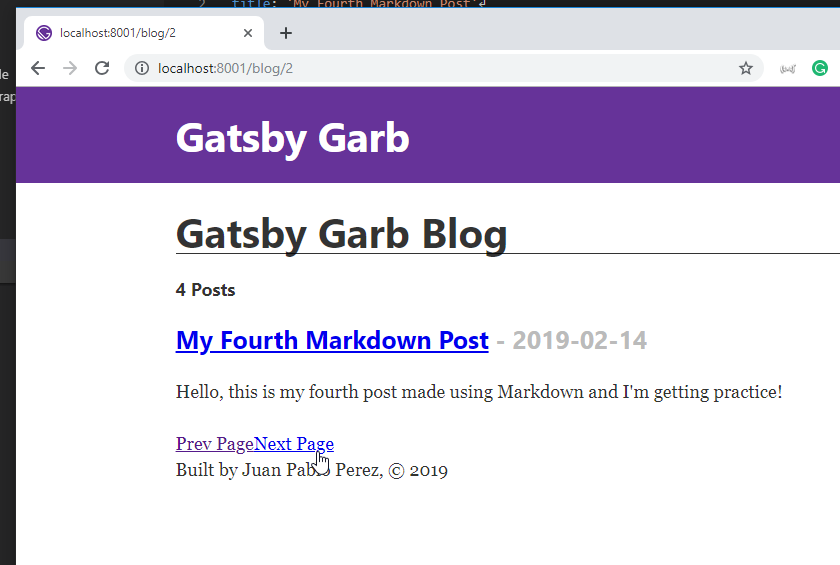 2 title: 'My Fourth Markdown Post'
localhost:8001/blog/2
localhost:8001/blog/2
Gatsby Garb
Gatsby Garb Blog
4 Posts
My Fourth Markdown Post - 2019-02-14
Hello, this is my fourth post made using Markdown and I'm getting practice!
Prev PageNext Page
Built by Juan Pablo Perez, © 2019